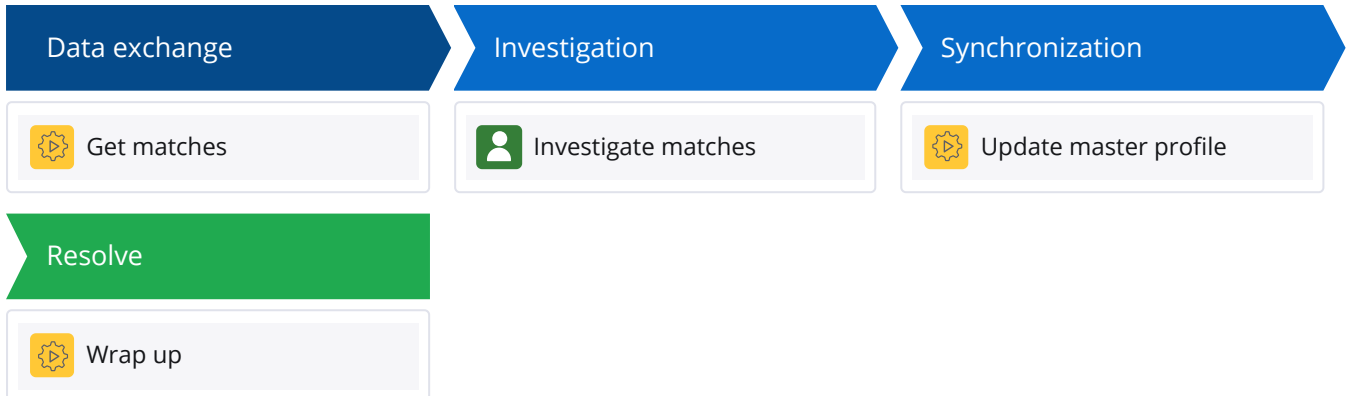 Data exchange
Investigation
Synchronization
Get matches
Investigate matches
Update master profile
Resolve
Wrap up